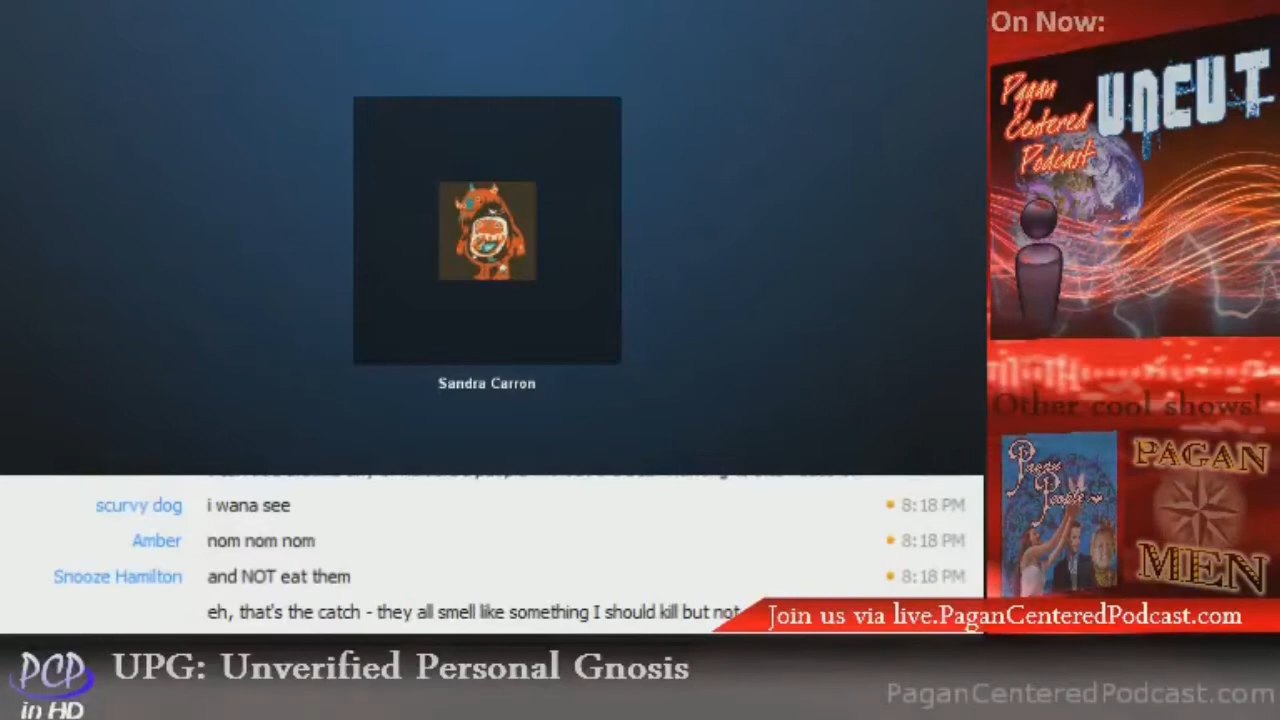 On Now:
Pagan
Centered
Podcast
UNCUT
Sandra Carron
Other cool shows!
Pagan
People
PAGAN
MEN
scurvy dog i wana see 8:18 PM
Amber nom nom nom 8:18 PM
Snooze Hamilton and NOT eat them 8:18 PM
eh, that's the catch - they all smell like something I should kill but not
Join us via live.PaganCenteredPodcast.com
PCP
in HD
UPG: Unverified Personal Gnosis
PaganCenteredPodcast.com